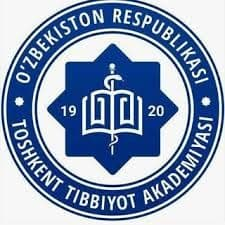 O'ZBEKISTON RESPUBLIKASI
19 20
TOSHKENT TIBBIYOT AKADEMIYASI